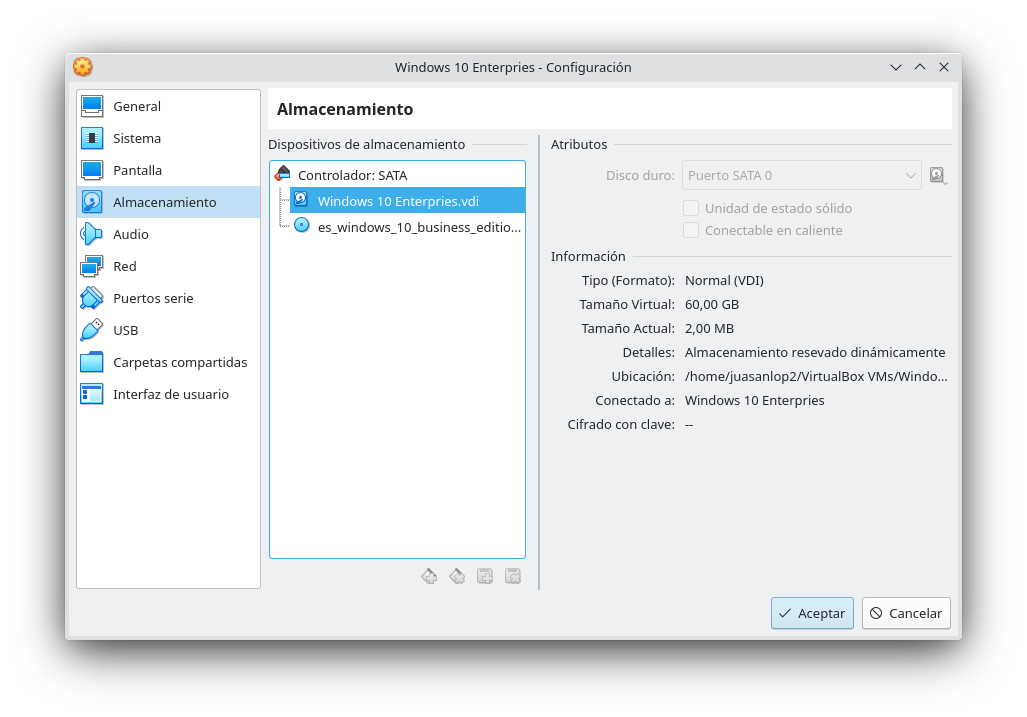 Windows 10 Enterpries - Configuración
General
Sistema
Pantalla
Almacenamiento
Audio
Red
Puertos serie
USB
Carpetas compartidas
Interfaz de usuario
Almacenamiento
Dispositivos de almacenamiento
Controlador: SATA
Windows 10 Enterpries.vdi
es_windows_10_business_editio...
Atributos
Disco duro: Puerto SATA 0
Unidad de estado sólido
Conectable en caliente
Información
Tipo (Formato): Normal (VDI)
Tamaño Virtual: 60,00 GB
Tamaño Actual: 2,00 MB
Detalles: Almacenamiento resevado dinámicamente
Ubicación: /home/juasanlop2/VirtualBox VMs/Windo...
Conectado a: Windows 10 Enterpries
Cifrado con clave: --
Aceptar
Cancelar